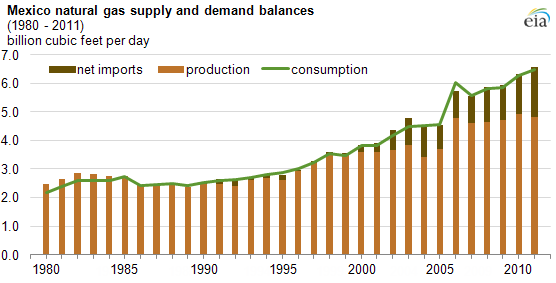 Mexico natural gas supply and demand balances
(1980 - 2011)
billion cubic feet per day
eia
7.0
net imports production consumption
6.0
5.0
4.0
3.0
2.0
1.0
0.0
1980 1985 1990 1995 2000 2005 2010